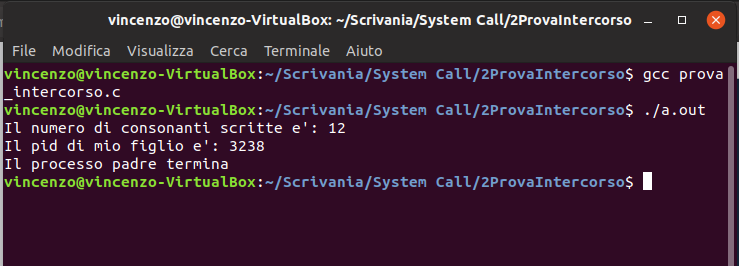 vincenzo@vincenzo-VirtualBox: ~/Scrivania/System Call/2ProvaIntercorso
File Modifica Visualizza Cerca Terminale Aiuto
vincenzo@vincenzo-VirtualBox:~/Scrivania/System Call/2ProvaIntercorso$ gcc prova
_intercorso.c
vincenzo@vincenzo-VirtualBox:~/Scrivania/System Call/2ProvaIntercorso$ ./a.out
Il numero di consonanti scritte e': 12
Il pid di mio figlio e': 3238
Il processo padre termina
vincenzo@vincenzo-VirtualBox:~/Scrivania/System Call/2ProvaIntercorso$